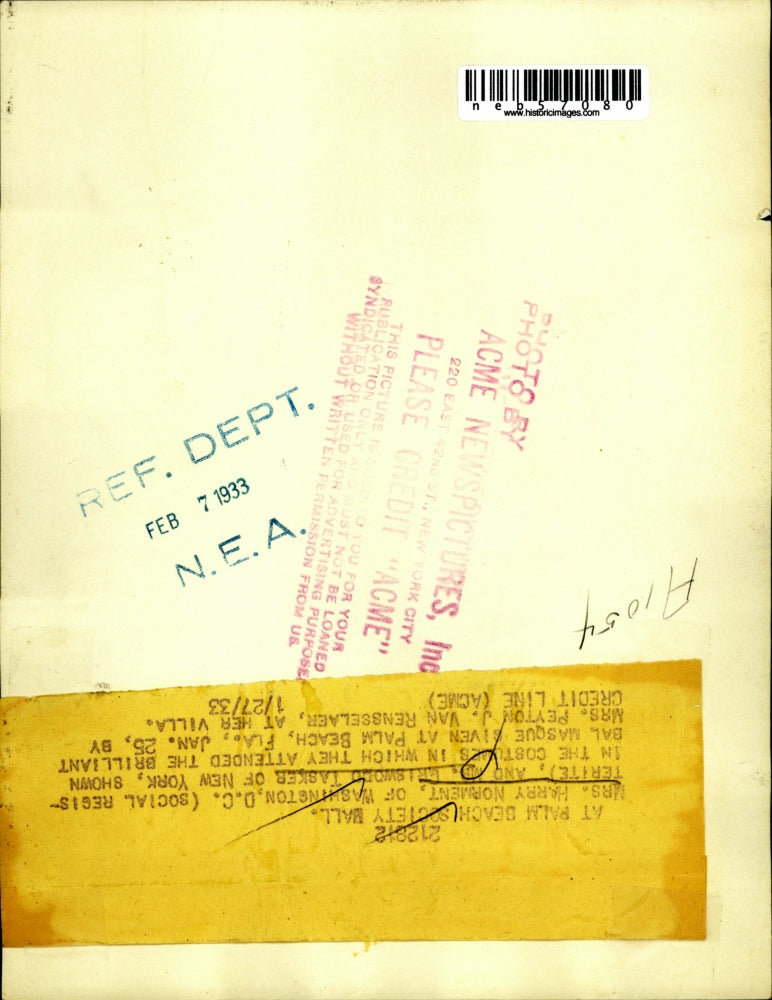 neb57080
www.historicimages.com
PHOTO BY
ACME NEWSPICTURES, Inc
220 EAST 42ND ST., NEW YORK CITY
PLEASE CREDIT "ACME"
THIS PICTURE IS SOLD TO YOU FOR YOUR
PUBLICATION ONLY AND MUST NOT BE LOANED
SYNDICATED OR USED FOR ADVERTISING PURPOSE
WITHOUT WRITTEN PERMISSION FROM US.
REF. DEPT.
FEB 7 1933
N.E.A.
A1054
212812
AT PALM BEACH SOCIETY BALL.
MRS. HARRY NORMENT, OF WASHINGTON, D.C. (SOCIAL REGIS-
TERITE), AND GRISWOLD TASKER OF NEW YORK, SHOWN
IN THE COSTUMES IN WHICH THEY ATTENDED THE BRILLIANT
BAL MASQUE GIVEN AT PALM BEACH, FLA., JAN. 25, BY
MRS. PEYTON J. VAN RENSSELAER, AT HER VILLA.
CREDIT LINE (ACME) 1/27/33